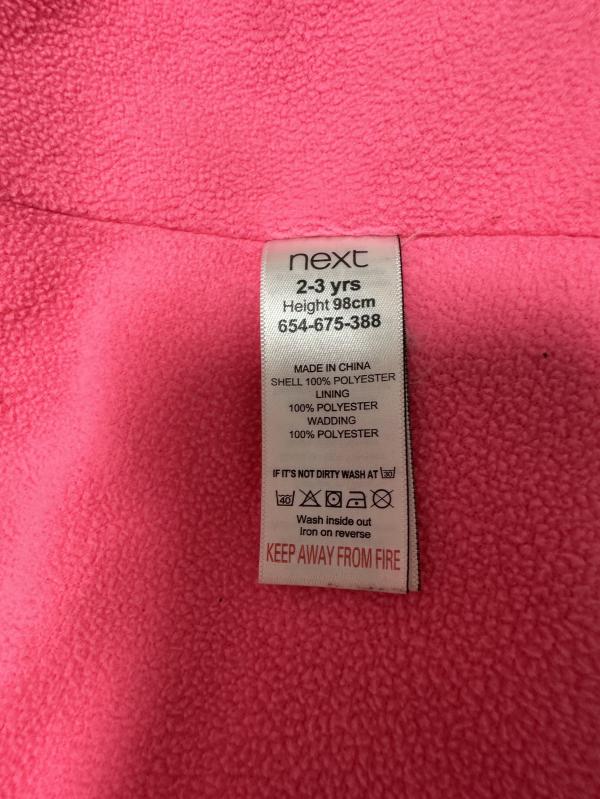 next
2-3 yrs
Height 98cm
654-675-388
MADE IN CHINA
SHELL 100% POLYESTER
LINING
100% POLYESTER
WADDING
100% POLYESTER
IF IT'S NOT DIRTY WASH AT 30
40
Wash inside out
Iron on reverse
KEEP AWAY FROM FIRE